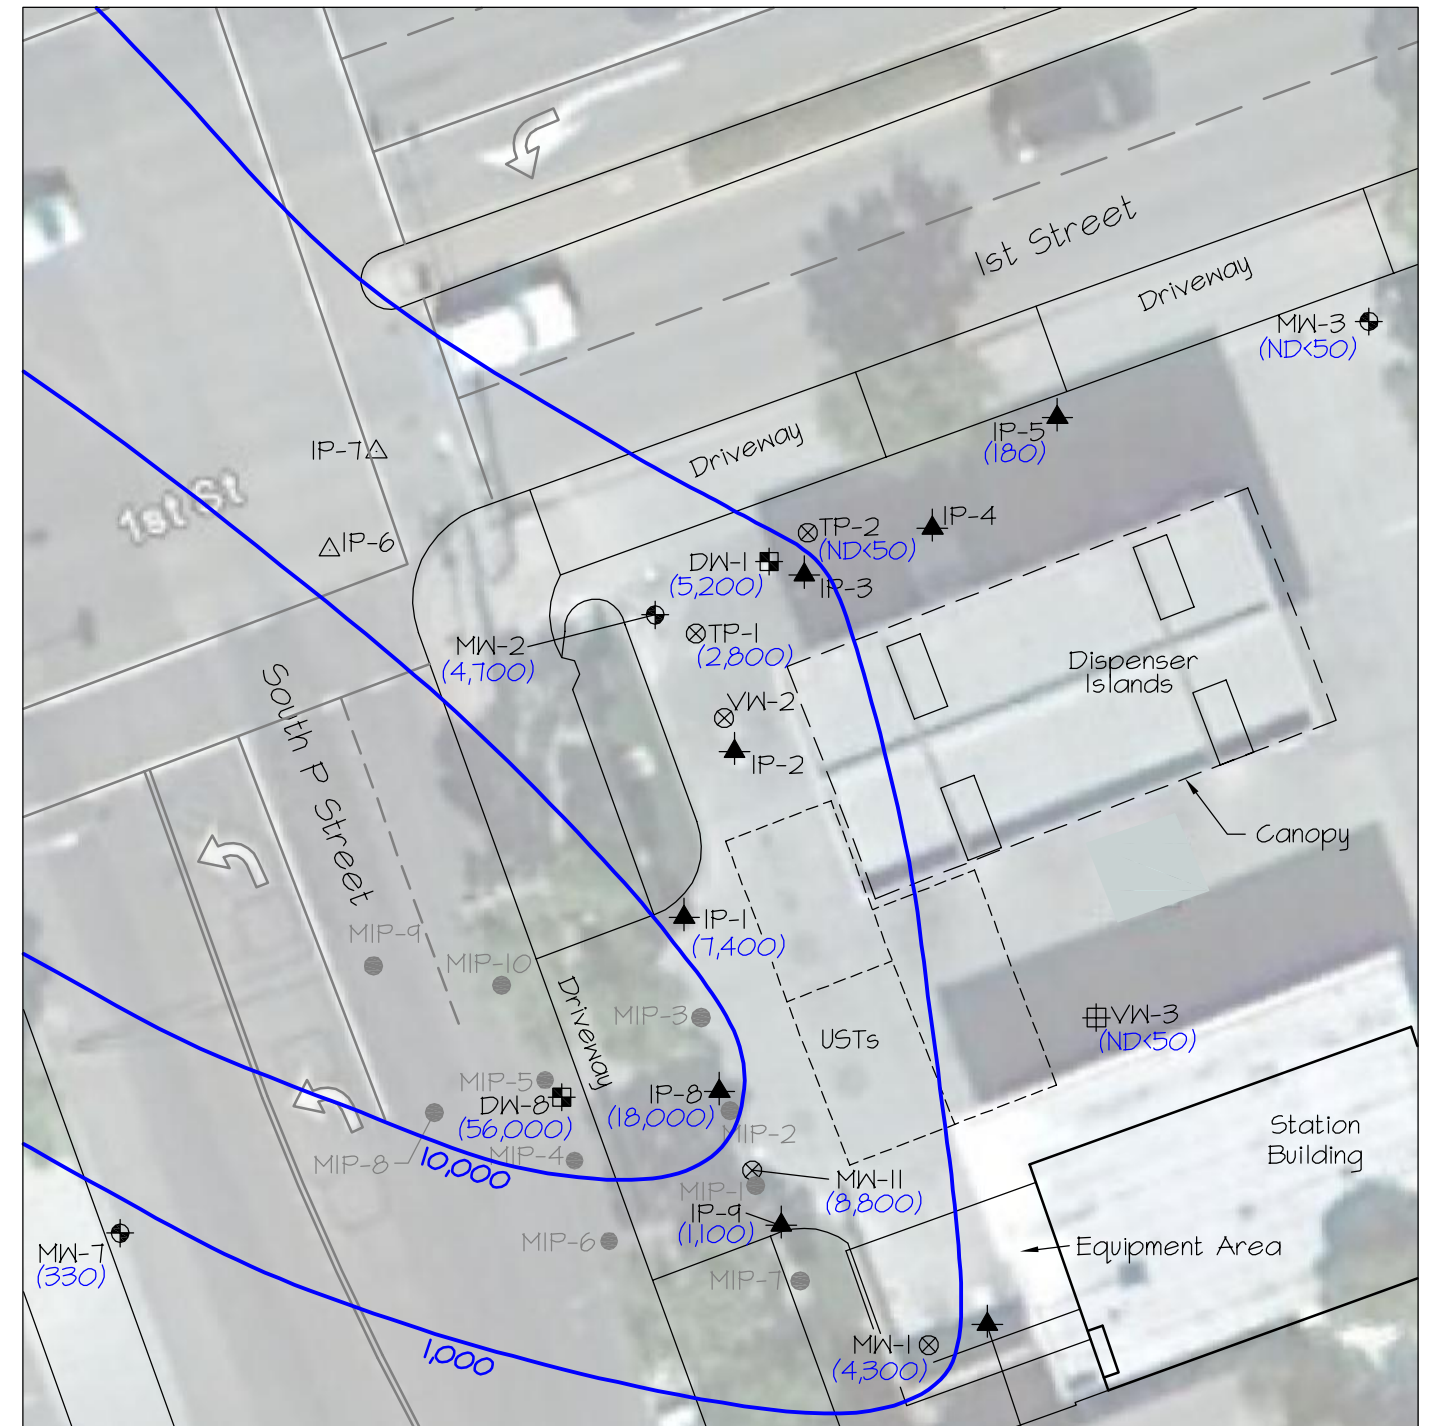 1st Street
Driveway
MW-3
(ND<50)
IP-5
(180)
Driveway
IP-7
1st St
IP-6
TP-2
(ND<50)
IP-4
DW-1
(5,200)
IP-3
MW-2
(4,700)
TP-1
(2,800)
Dispenser
Islands
South P Street
VW-2
IP-2
Canopy
IP-1
(7,400)
MIP-9
MIP-10
Driveway
MIP-3
USTs
VW-3
(ND<50)
MIP-5
DW-8
(56,000)
IP-8
(18,000)
MIP-2
MIP-8
10,000
MIP-4
Station
Building
MW-11
(8,800)
MIP-1
IP-9
(1,100)
MIP-6
MIP-7
Equipment Area
MW-7
(330)
1,000
MW-1
(4,300)